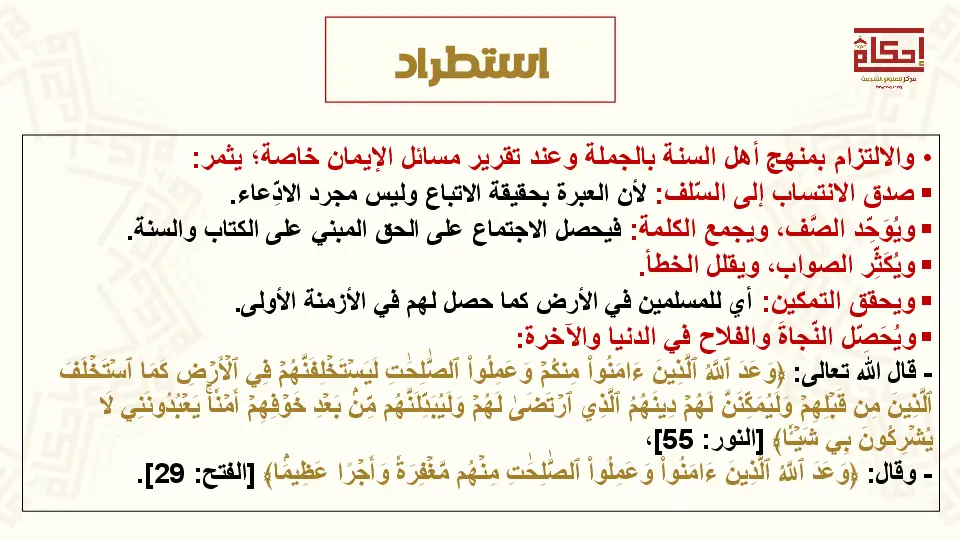 استطراد
إحكام
مركز للعلوم الشرعية
• والالتزام بمنهج أهل السنة بالجملة وعند تقرير مسائل الإيمان خاصة؛ يثمر:
▪ صدق الانتساب إلى السّلف: لأن العبرة بحقيقة الاتباع وليس مجرد الادّعاء.
▪ ويُوَحِّد الصَّف، ويجمع الكلمة: فيحصل الاجتماع على الحق المبني على الكتاب والسنة.
▪ ويُكَثِّر الصواب، ويقلل الخطأ.
▪ ويحقق التمكين: أي للمسلمين في الأرض كما حصل لهم في الأزمنة الأولى.
▪ ويُحَصِّل النّجاةَ والفلاح في الدنيا والآخرة:
- قال الله تعالى: ﴿وَعَدَ ٱللَّهُ ٱلَّذِينَ ءَامَنُواْ مِنكُمۡ وَعَمِلُواْ ٱلصَّٰلِحَٰتِ لَيَسۡتَخۡلِفَنَّهُمۡ فِي ٱلۡأَرۡضِ كَمَا ٱسۡتَخۡلَفَ
ٱلَّذِينَ مِن قَبۡلِهِمۡ وَلَيُمَكِّنَنَّ لَهُمۡ دِينَهُمُ ٱلَّذِي ٱرۡتَضَىٰ لَهُمۡ وَلَيُبَدِّلَنَّهُم مِّنۢ بَعۡدِ خَوۡفِهِمۡ أَمۡنٗاۚ يَعۡبُدُونَنِي لَا
يُشۡرِكُونَ بِي شَيۡـٔٗاۚ﴾ [النور: 55]،
- وقال: ﴿وَعَدَ ٱللَّهُ ٱلَّذِينَ ءَامَنُواْ وَعَمِلُواْ ٱلصَّٰلِحَٰتِ مِنۡهُم مَّغۡفِرَةٗ وَأَجۡرًا عَظِيمَۢا﴾ [الفتح: 29].